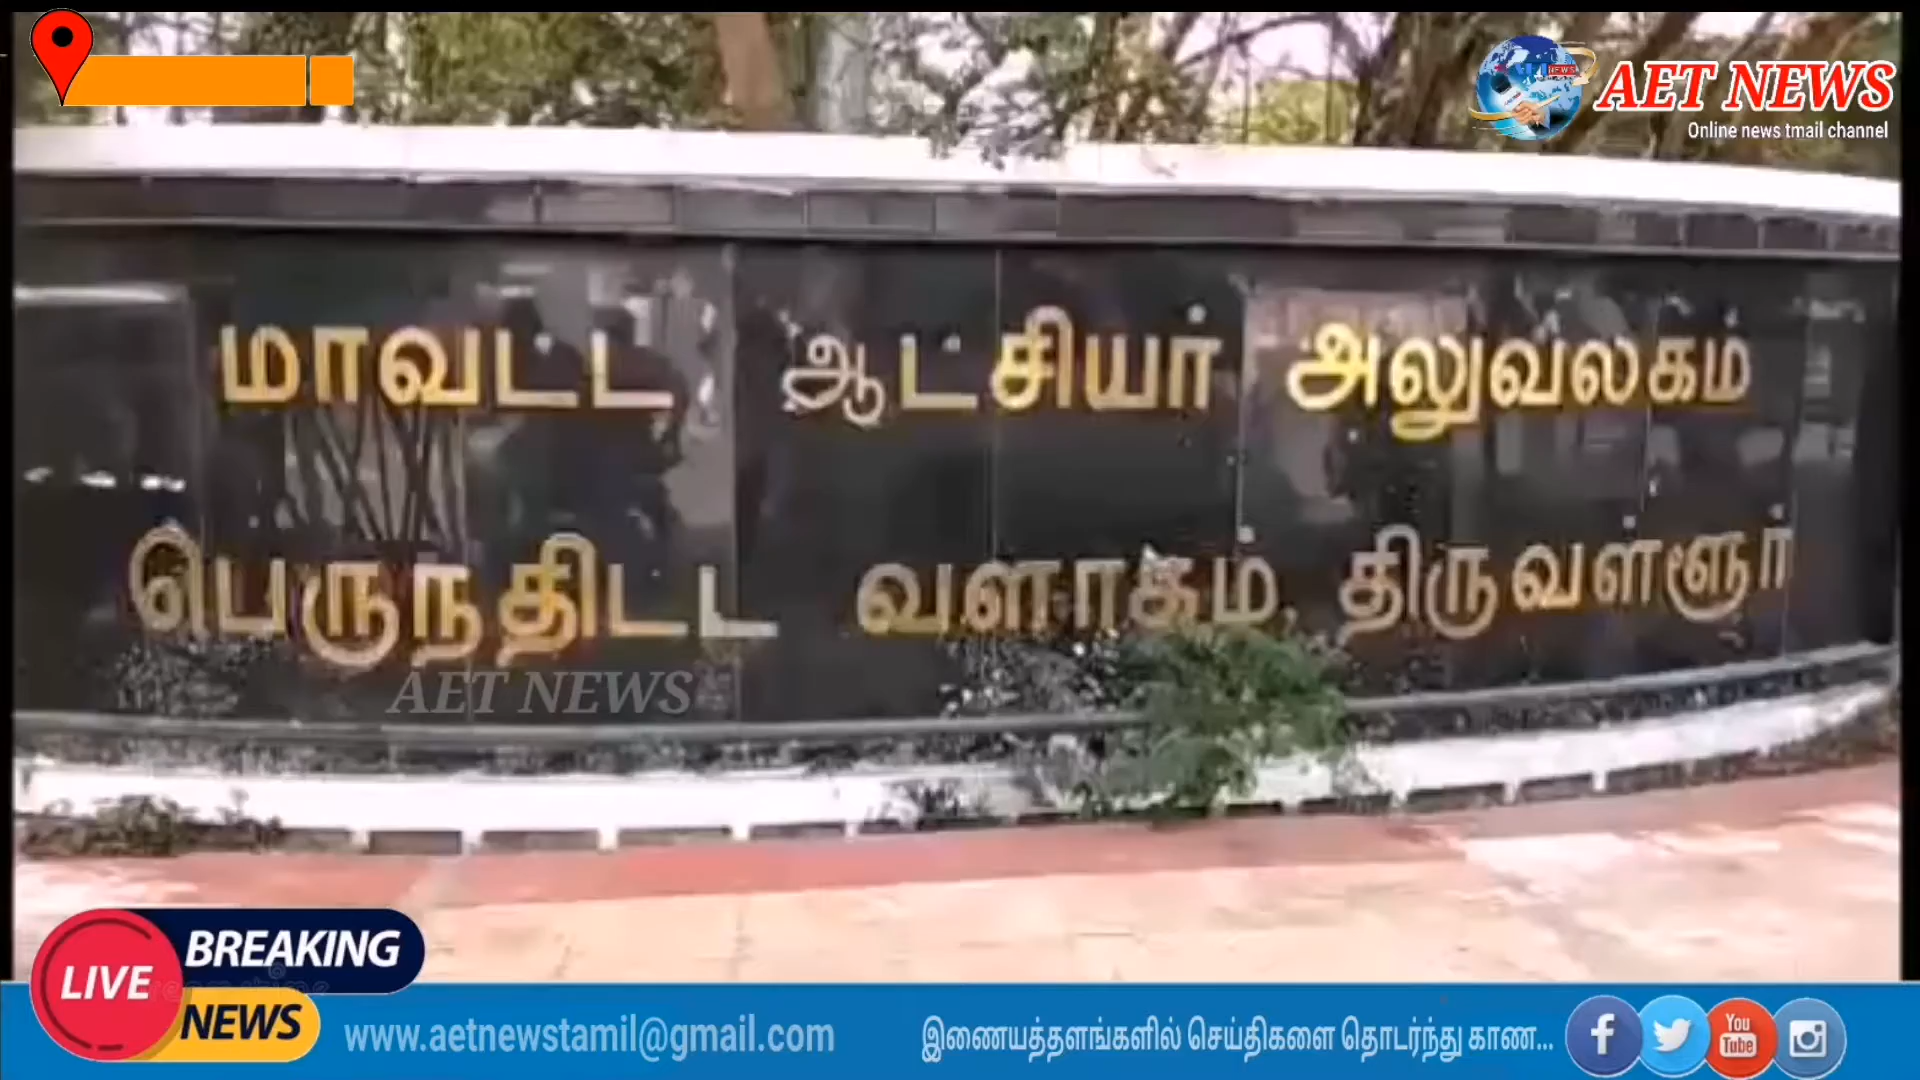 AET NEWS
Online news tmail channel
மாவட்ட ஆட்சியர் அலுவலகம்
பெருந்திட்ட வளாகம், திருவள்ளூர்
AET NEWS
LIVE BREAKING
NEWS
www.aetnewstamil@gmail.com
இணையத்தளங்களில் செய்திகளை தொடர்ந்து காண...
You
Tube